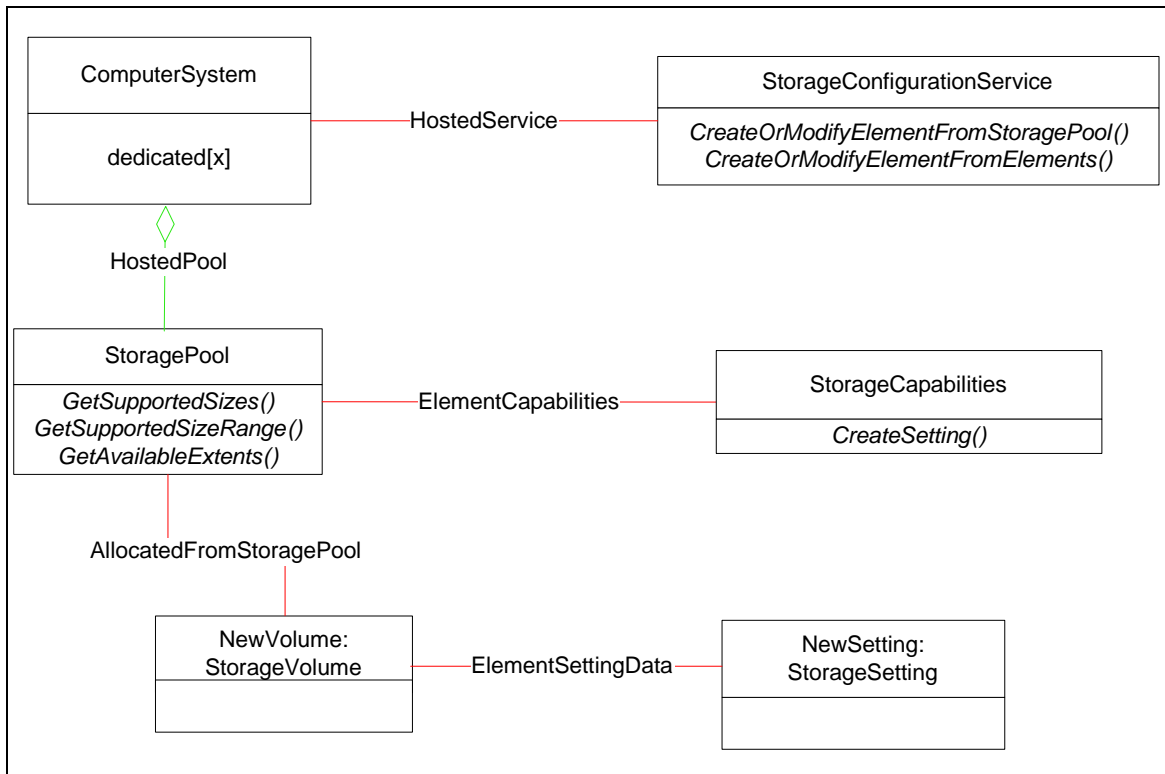 ComputerSystem
dedicated[x]
HostedService
StorageConfigurationService
CreateOrModifyElementFromStoragePool()
CreateOrModifyElementFromElements()
HostedPool
StoragePool
GetSupportedSizes()
GetSupportedSizeRange()
GetAvailableExtents()
ElementCapabilities
StorageCapabilities
CreateSetting()
AllocatedFromStoragePool
NewVolume:
StorageVolume
ElementSettingData
NewSetting:
StorageSetting